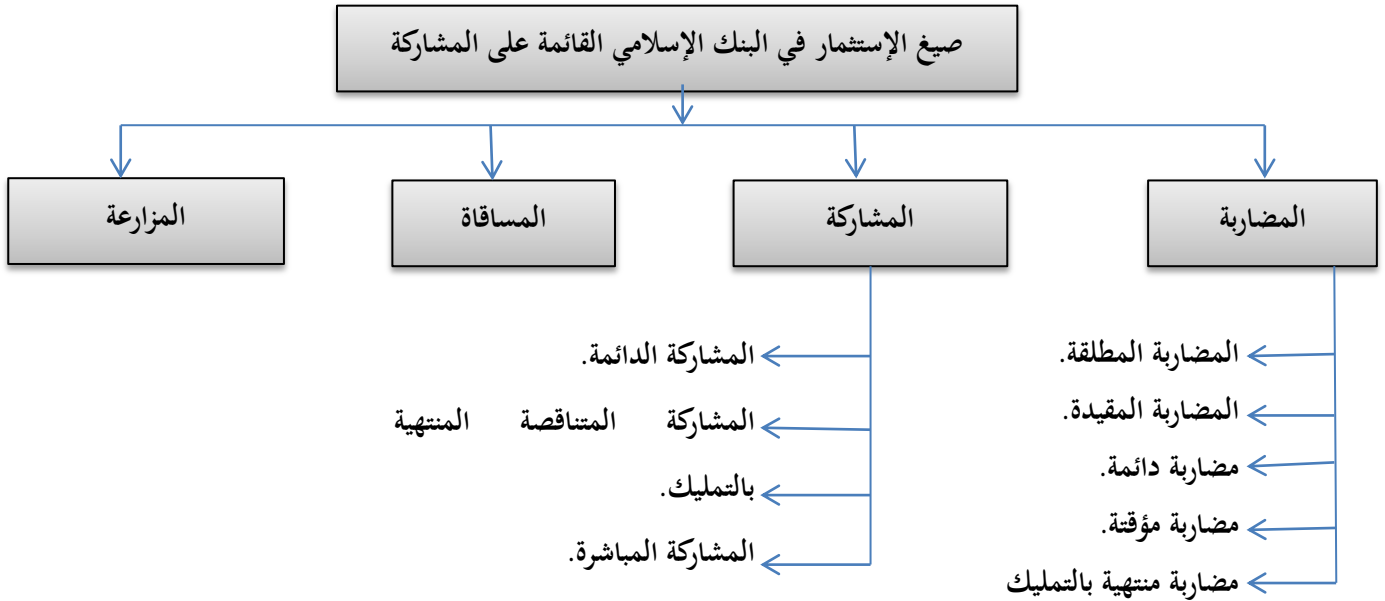 صيغ الإستثمار في البنك الإسلامي القائمة على المشاركة
المضاربة
المشاركة
المساقاة
المزارعة
المضاربة المطلقة.
المضاربة المقيدة.
مضاربة دائمة.
مضاربة مؤقتة.
مضاربة منتهية بالتمليك
المشاركة الدائمة.
المشاركة المتناقصة المنتهية
بالتمليك.
المشاركة المباشرة.